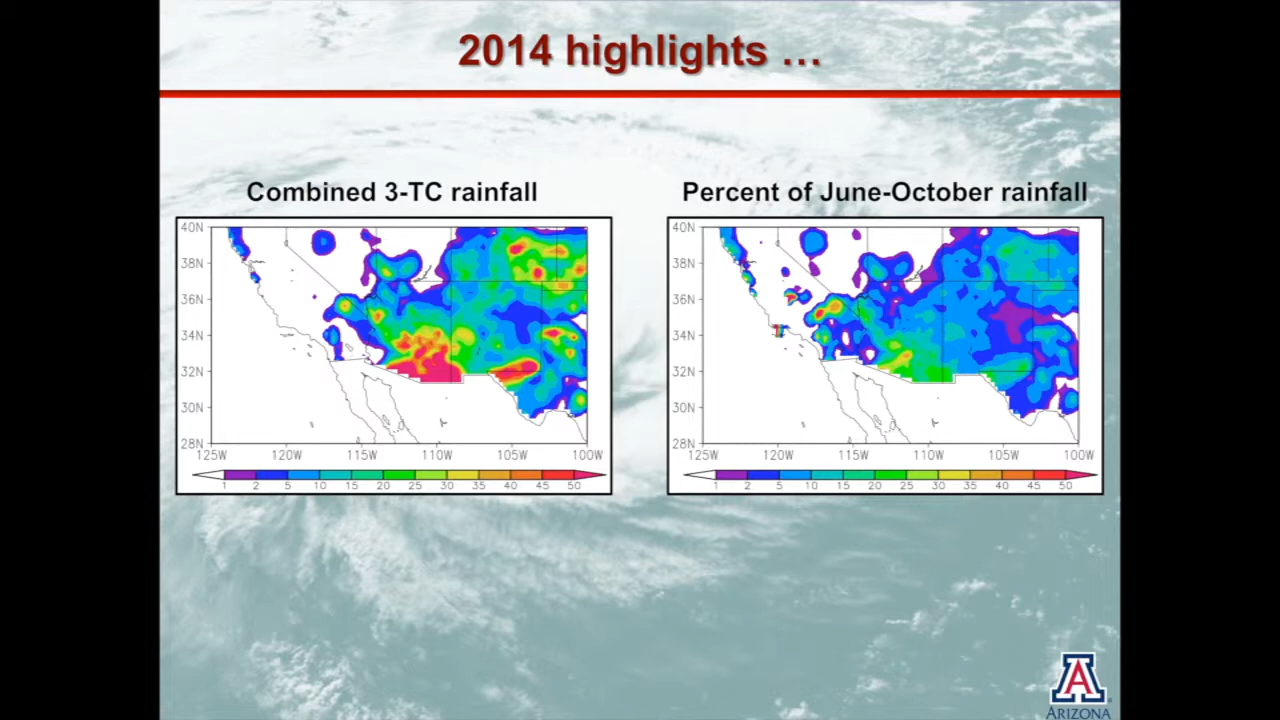 2014 highlights ...
Combined 3-TC rainfall
Percent of June-October rainfall
40N
38N
36N
34N
32N
30N
28N
125W 120W 115W 110W 105W 100W
1 2 5 10 15 20 25 30 35 40 45 50
40N
38N
36N
34N
32N
30N
28N
125W 120W 115W 110W 105W 100W
1 2 5 10 15 20 25 30 35 40 45 50
A
ARIZONA